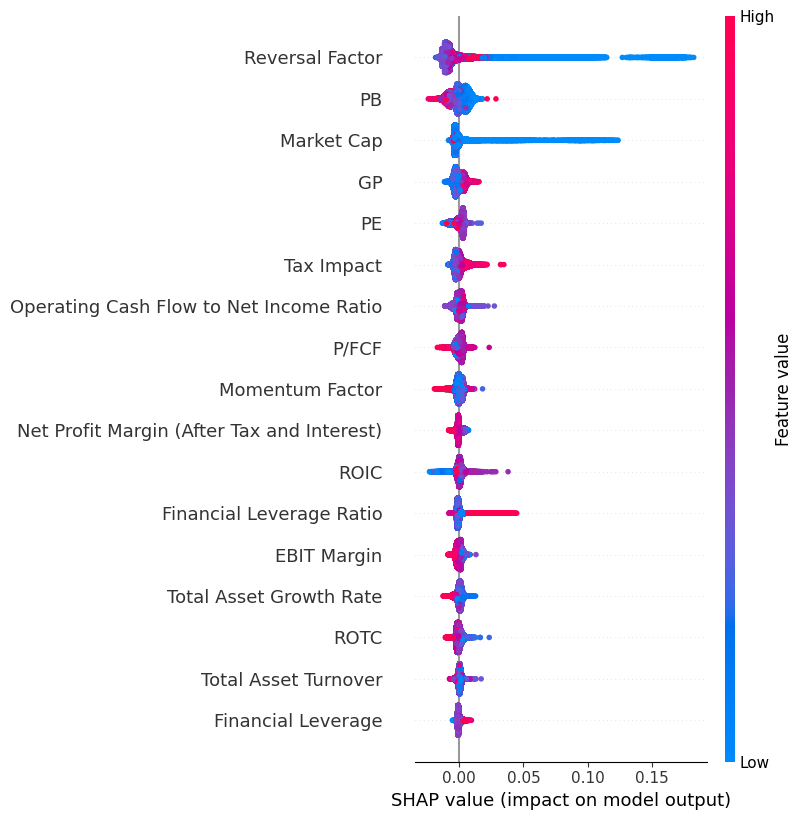 High
Reversal Factor
PB
Market Cap
GP
PE
Tax Impact
Operating Cash Flow to Net Income Ratio
P/FCF
Momentum Factor
Net Profit Margin (After Tax and Interest)
ROIC
Financial Leverage Ratio
EBIT Margin
Total Asset Growth Rate
ROTC
Total Asset Turnover
Financial Leverage
Feature value
Low
0.00 0.05 0.10 0.15
SHAP value (impact on model output)